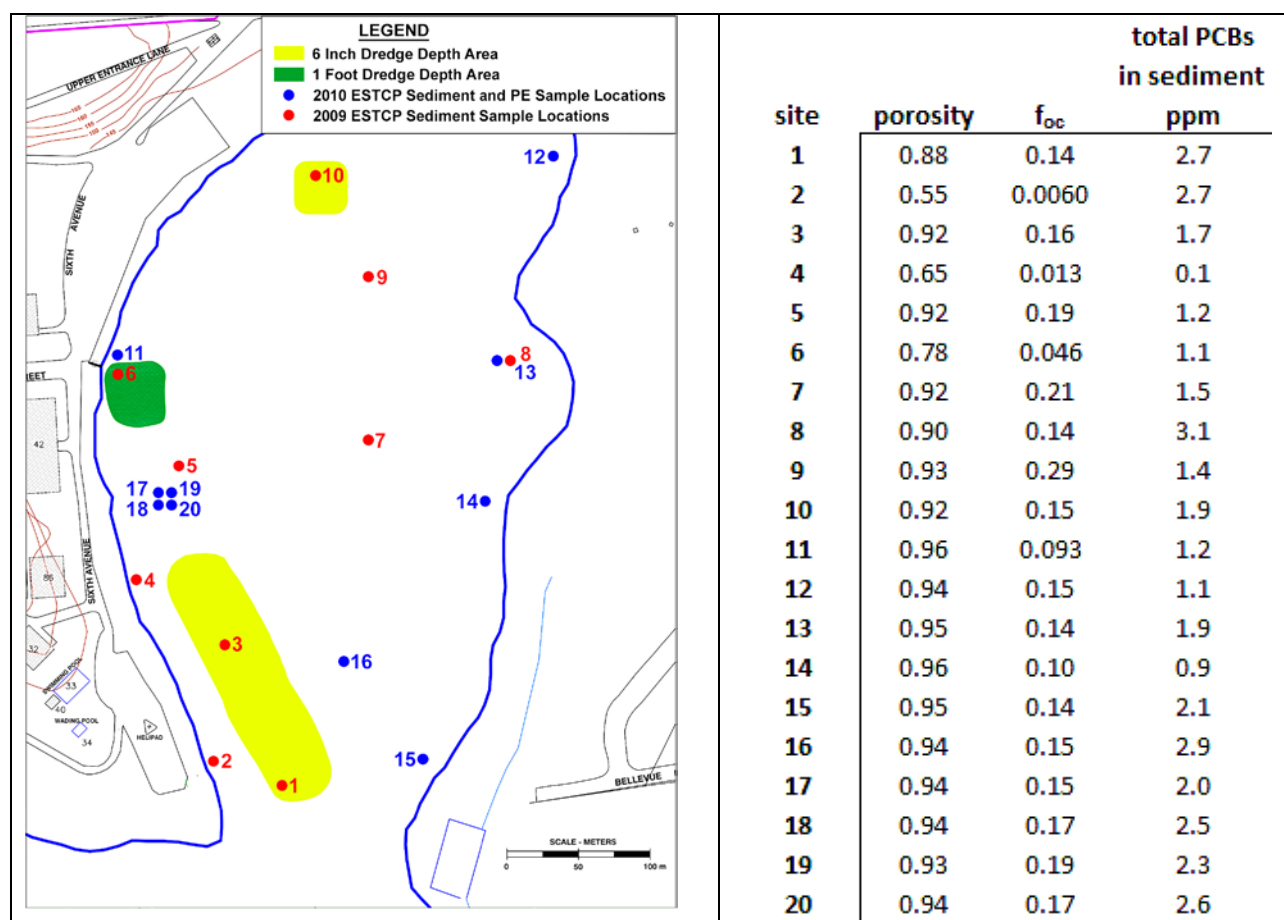 LEGEND
6 Inch Dredge Depth Area
1 Foot Dredge Depth Area
2010 ESTCP Sediment and PE Sample Locations
2009 ESTCP Sediment Sample Locations
UPPER ENTRANCE LANE
SIXTH AVENUE
12
10
9
11
6
8
13
REET
42
7
5
17 19
18 20
14
4
SIXTH AVENUE
86
3
16
32
SWIMMING POOL
33
40
WADING POOL
34
HELIPAD
2
1
15
BELLEVUE
SCALE - METERS
0 50 100 m
total PCBs
in sediment
site porosity foc ppm
1 0.88 0.14 2.7
2 0.55 0.0060 2.7
3 0.92 0.16 1.7
4 0.65 0.013 0.1
5 0.92 0.19 1.2
6 0.78 0.046 1.1
7 0.92 0.21 1.5
8 0.90 0.14 3.1
9 0.93 0.29 1.4
10 0.92 0.15 1.9
11 0.96 0.093 1.2
12 0.94 0.15 1.1
13 0.95 0.14 1.9
14 0.96 0.10 0.9
15 0.95 0.14 2.1
16 0.94 0.15 2.9
17 0.94 0.15 2.0
18 0.94 0.17 2.5
19 0.93 0.19 2.3
20 0.94 0.17 2.6